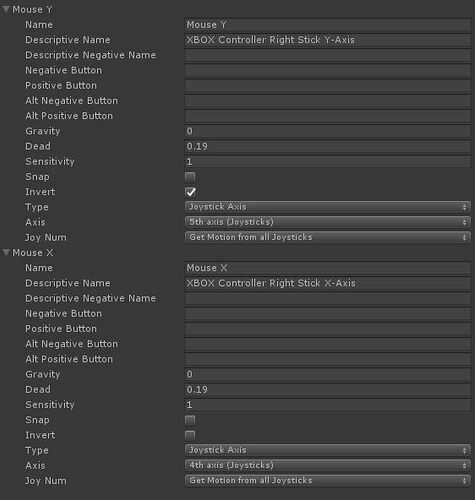 Mouse Y
Name Mouse Y
Descriptive Name XBOX Controller Right Stick Y-Axis
Descriptive Negative Name
Negative Button
Positive Button
Alt Negative Button
Alt Positive Button
Gravity 0
Dead 0.19
Sensitivity 1
Snap
Invert
Type Joystick Axis
Axis 5th axis (Joysticks)
Joy Num Get Motion from all Joysticks
Mouse X
Name Mouse X
Descriptive Name XBOX Controller Right Stick X-Axis
Descriptive Negative Name
Negative Button
Positive Button
Alt Negative Button
Alt Positive Button
Gravity 0
Dead 0.19
Sensitivity 1
Snap
Invert
Type Joystick Axis
Axis 4th axis (Joysticks)
Joy Num Get Motion from all Joysticks